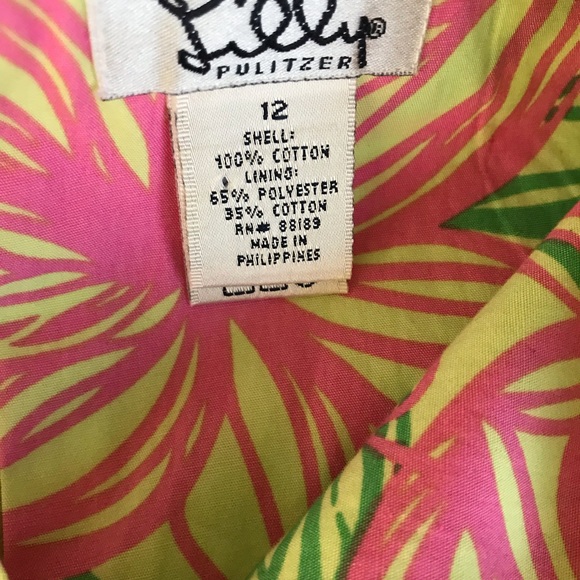 Lilly®
PULITZER
12
SHELL:
100% COTTON
LINING:
65% POLYESTER
35% COTTON
RN# 88189
MADE IN
PHILIPPINES